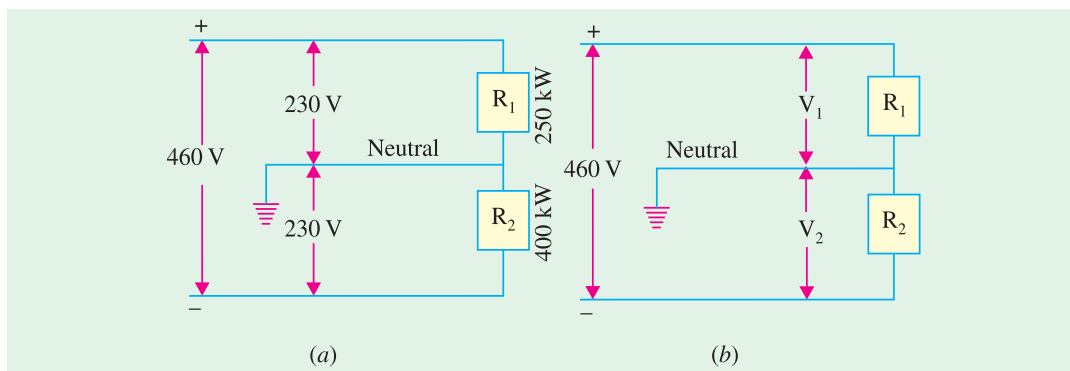 +
230 V
R1
250 kW
460 V
Neutral
230 V
R2
400 kW
–
(a)
+
V1
R1
460 V
Neutral
V2
R2
–
(b)